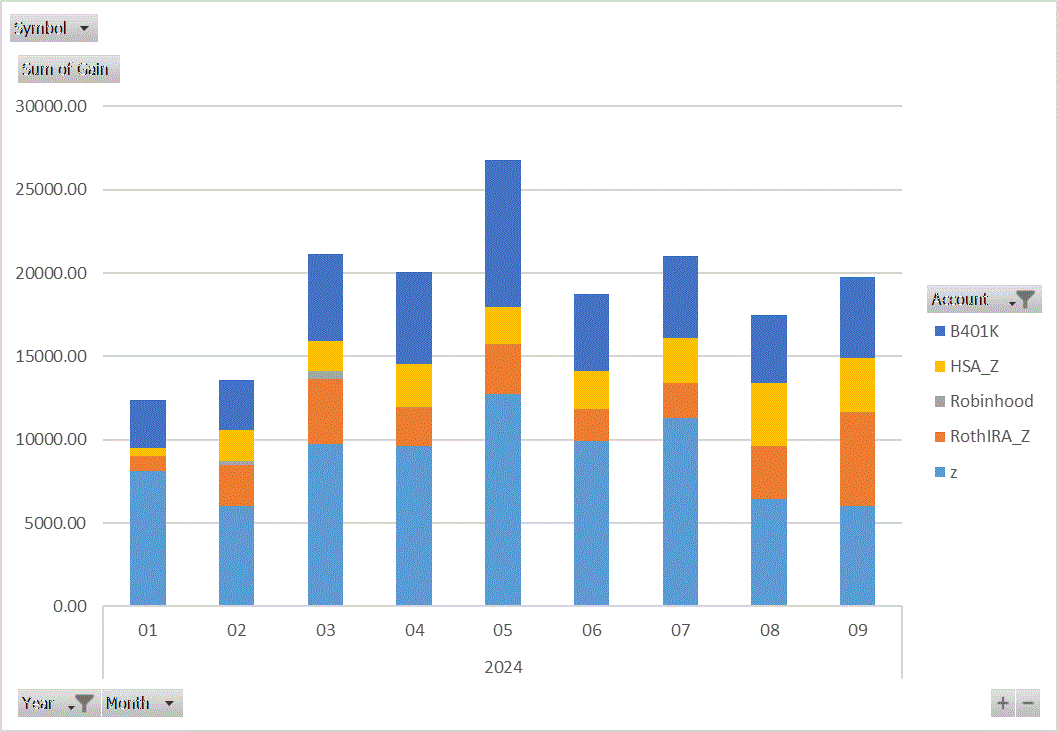 Symbol
Sum of Gain
30000.00
25000.00
20000.00
15000.00
10000.00
5000.00
0.00
01 02 03 04 05 06 07 08 09
2024
Account
B401K
HSA_Z
Robinhood
RothIRA_Z
z
Year Month
+ −